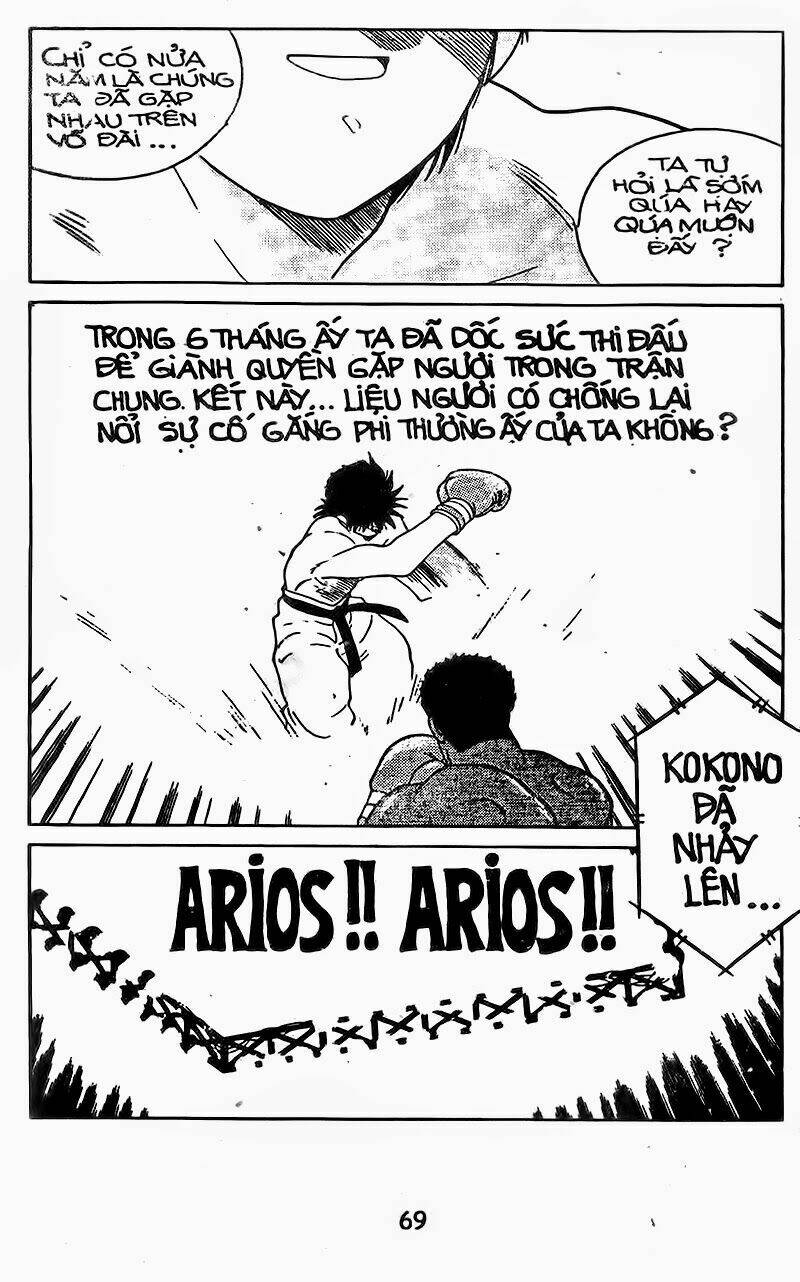 CHỈ CÓ NỬA
NĂM LÀ CHÚNG
TA ĐÃ GẶP
NHAU TRÊN
VÕ ĐÀI...
TA TỰ
HỎI LÀ SỚM
QÚA HAY
QÚA MUỘN
ĐẤY?
TRONG 6 THÁNG ẤY TA ĐÃ DỐC SỨC THI ĐẤU
ĐỂ GIÀNH QUYỀN GẶP NGƯƠI TRONG TRẬN
CHUNG KẾT NÀY... LIỆU NGƯƠI CÓ CHỐNG LẠI
NỔI SỰ CỐ GẮNG PHI THƯỜNG ẤY CỦA TA KHÔNG?
KOKONO
ĐÃ
NHẢY
LÊN...
ARIOS!! ARIOS!!
69